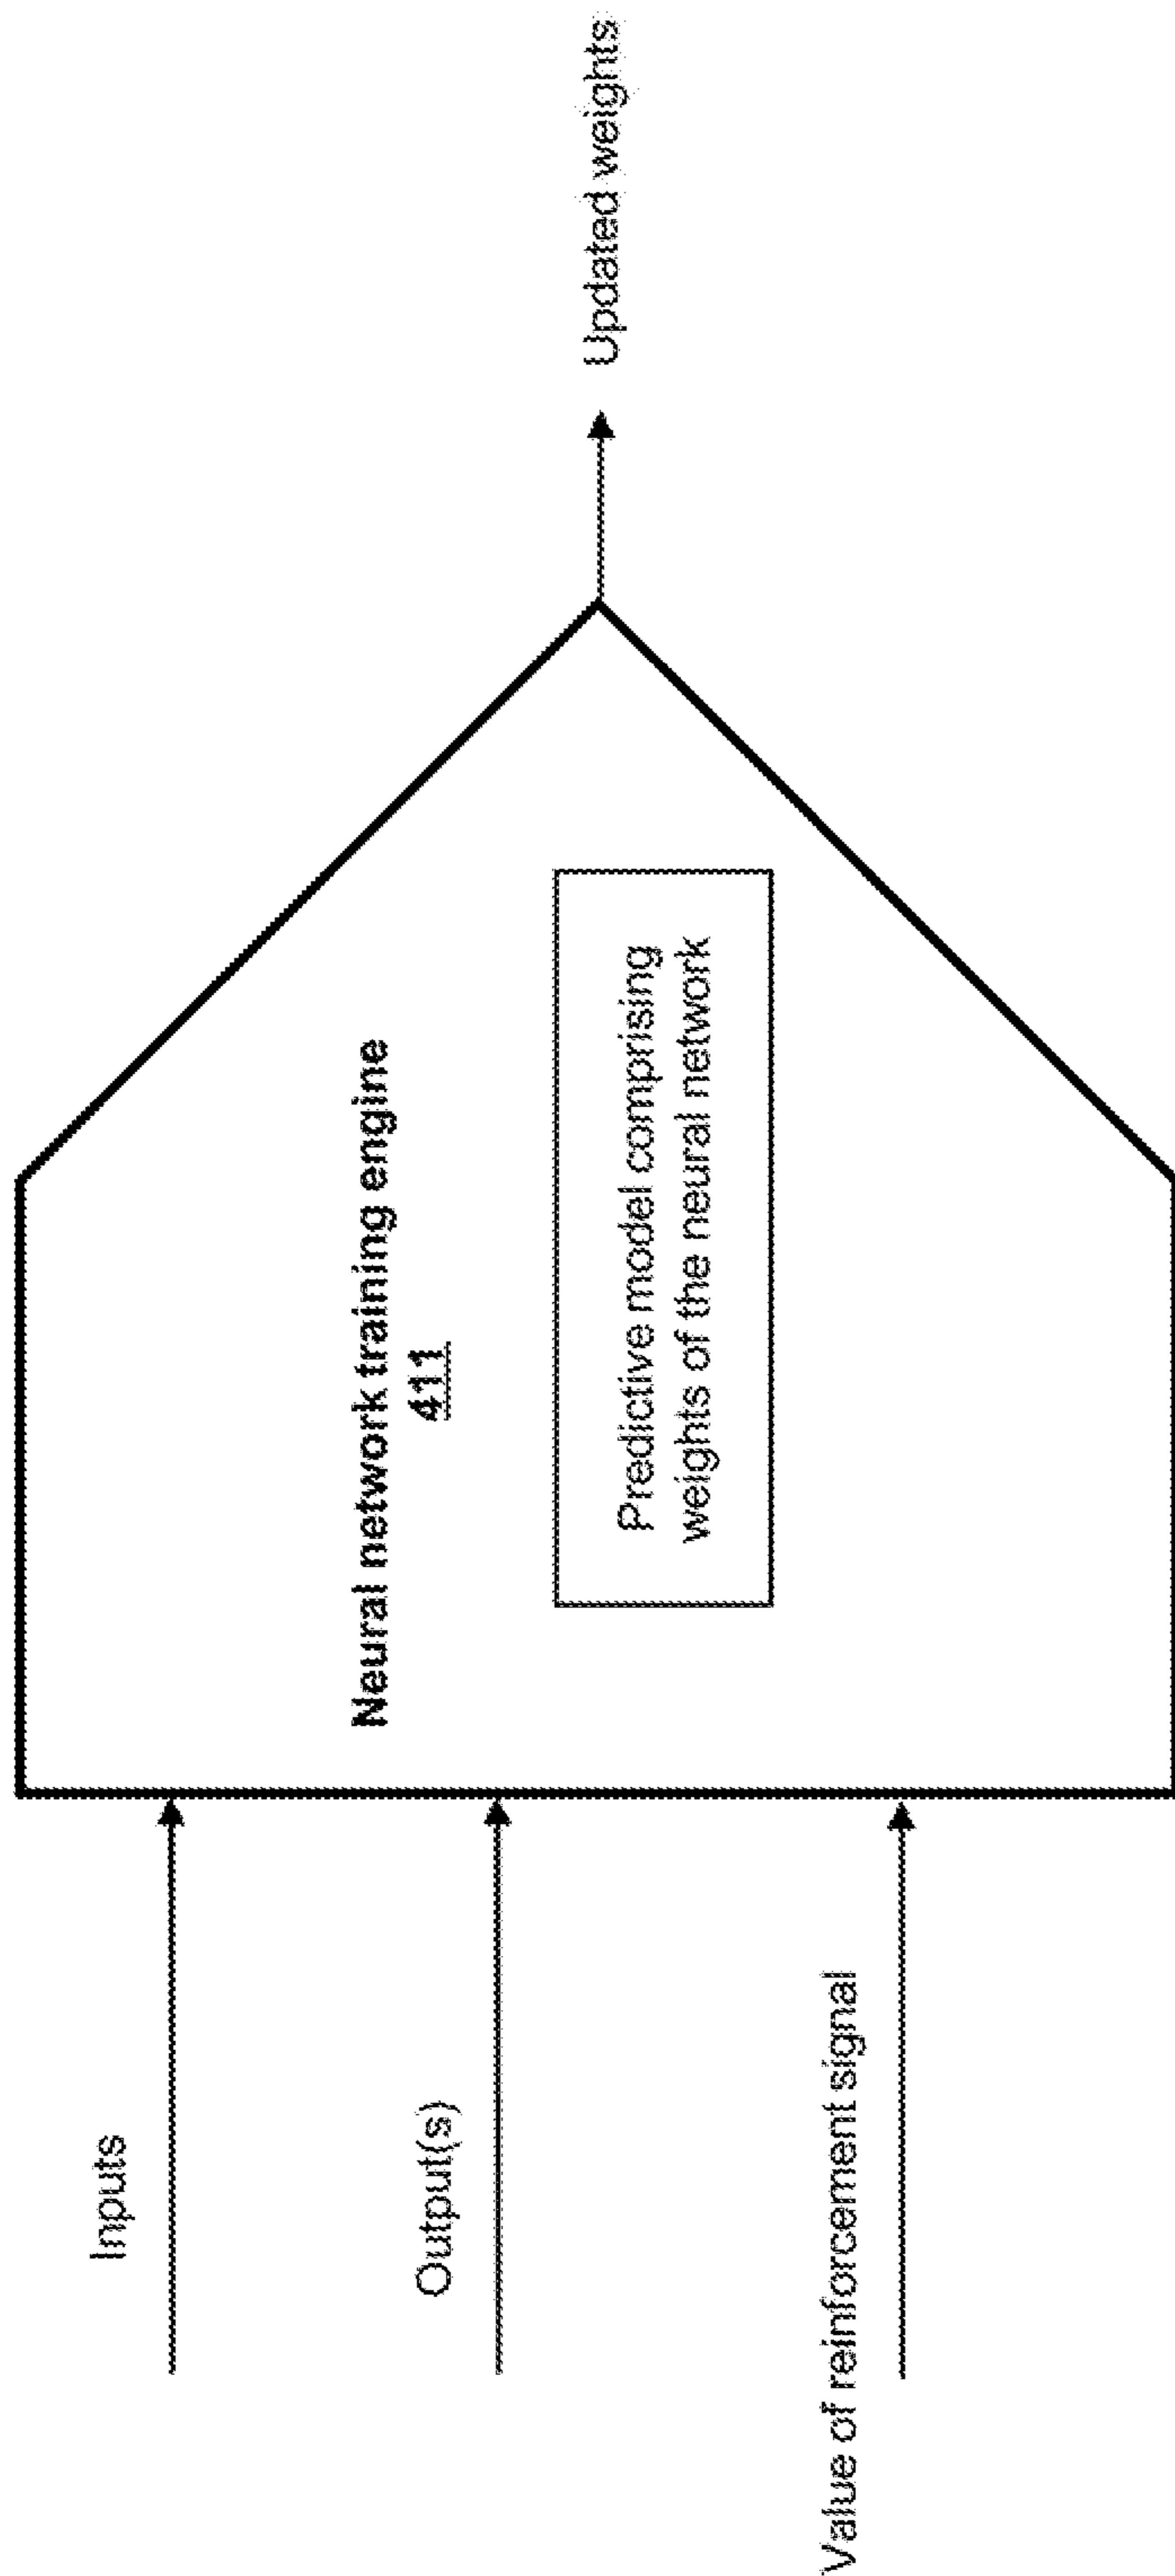 Inputs
Output(s)
Value of reinforcement signal
Neural network training engine
411
Predictive model comprising
weights of the neural network
Updated weights